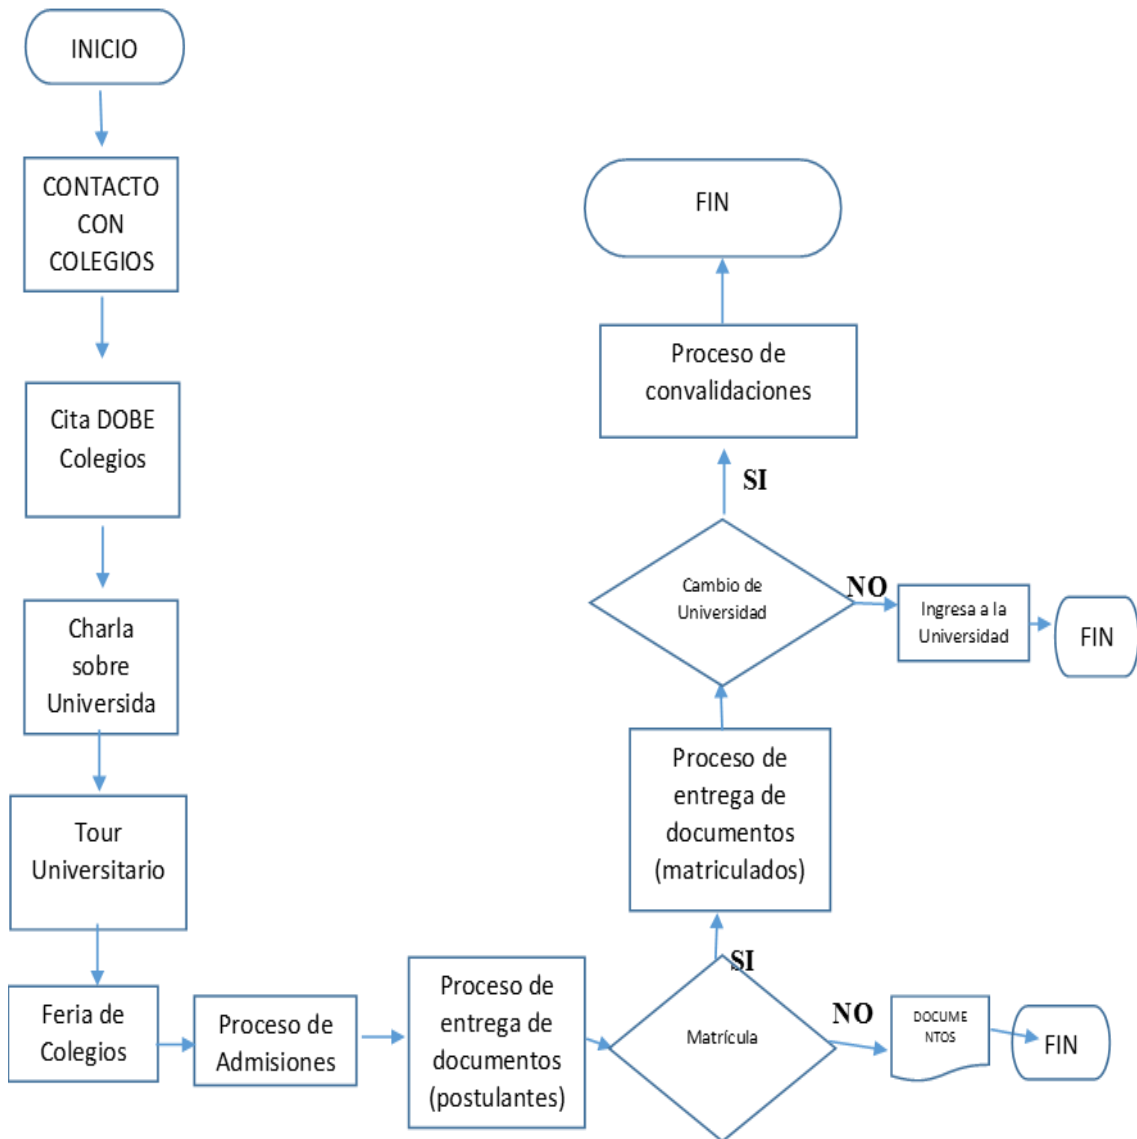 INICIO
CONTACTO
CON
COLEGIOS
Cita DOBE
Colegios
Charla
sobre
Universida
Tour
Universitario
Feria de
Colegios
Proceso de
Admisiones
Proceso de
entrega de
documentos
(postulantes)
Matrícula
NO
DOCUME
NTOS
FIN
SI
Proceso de
entrega de
documentos
(matriculados)
Cambio de
Universidad
NO
Ingresa a la
Universidad
FIN
SI
Proceso de
convalidaciones
FIN